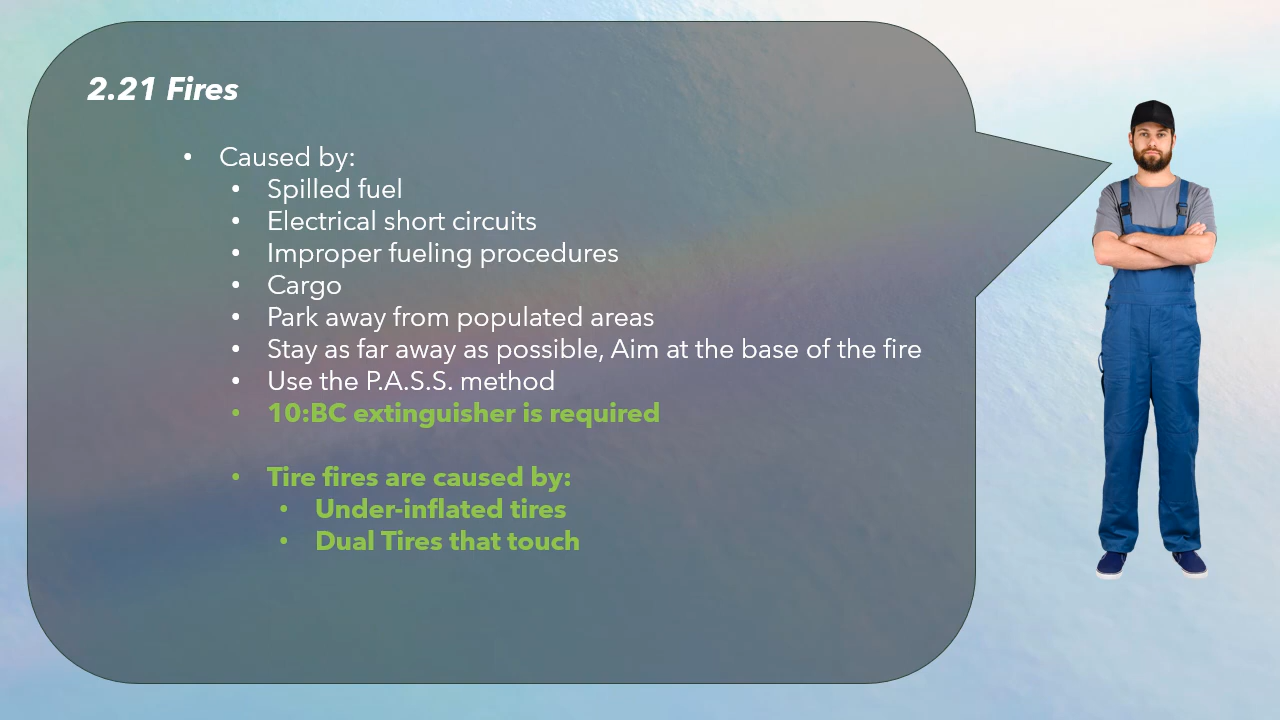 2.21 Fires
• Caused by:
• Spilled fuel
• Electrical short circuits
• Improper fueling procedures
• Cargo
• Park away from populated areas
• Stay as far away as possible, Aim at the base of the fire
• Use the P.A.S.S. method
• 10:BC extinguisher is required
• Tire fires are caused by:
• Under-inflated tires
• Dual Tires that touch